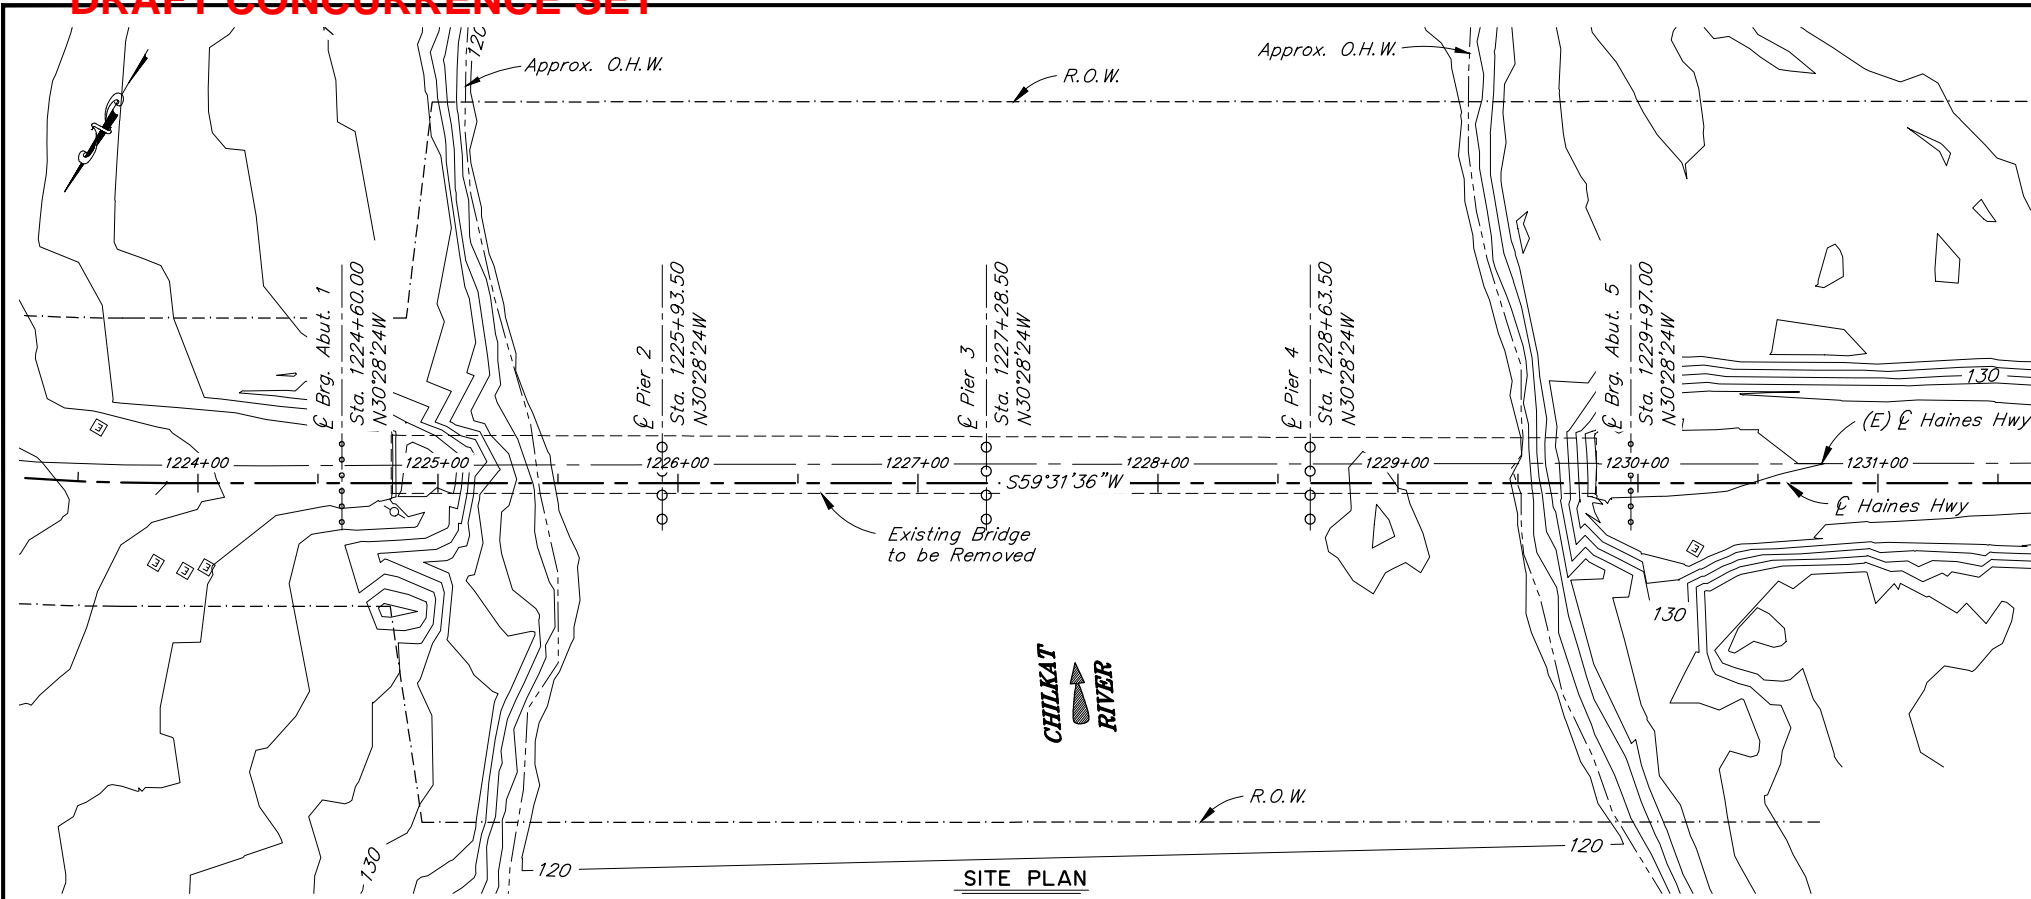 DRAFT CONCURRENCE SET
120
Approx. O.H.W.
R.O.W.
Approx. O.H.W.
℄ Brg. Abut. 1
Sta. 1224+60.00
N30°28'24W
℄ Pier 2
Sta. 1225+93.50
N30°28'24W
℄ Pier 3
Sta. 1227+28.50
N30°28'24W
℄ Pier 4
Sta. 1228+63.50
N30°28'24W
℄ Brg. Abut. 5
Sta. 1229+97.00
N30°28'24W
130
(E) ℄ Haines Hwy
1224+00
1225+00
1226+00
1227+00
1228+00
1229+00
1230+00
1231+00
S59°31'36"W
℄ Haines Hwy
Existing Bridge
to be Removed
130
CHILKAT
RIVER
R.O.W.
130
120
120
SITE PLAN